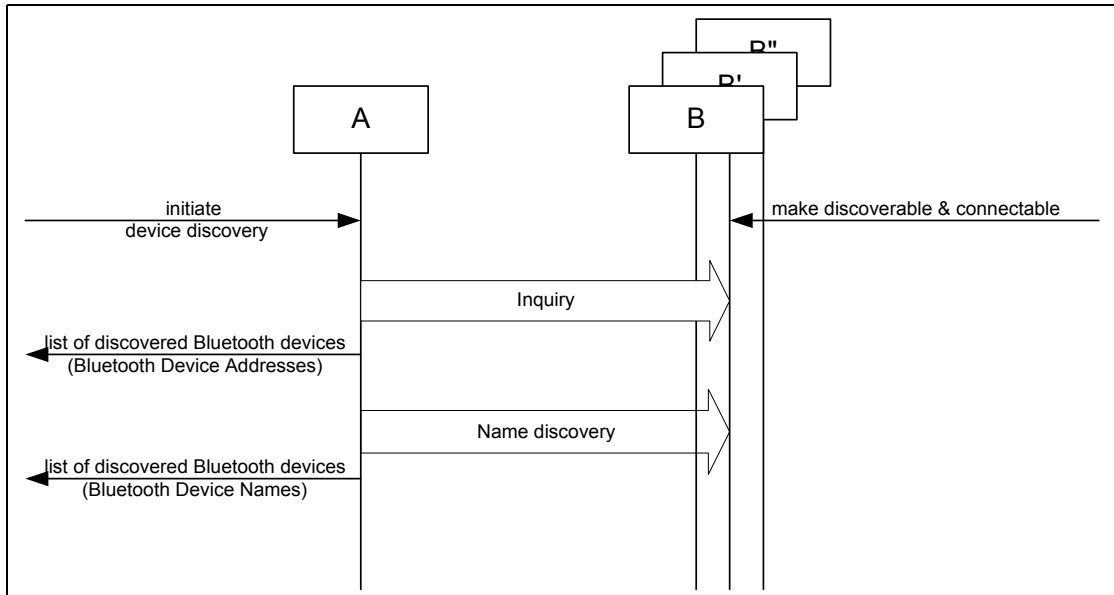 B"
B'
A
B
initiate
device discovery
make discoverable & connectable
Inquiry
list of discovered Bluetooth devices
(Bluetooth Device Addresses)
Name discovery
list of discovered Bluetooth devices
(Bluetooth Device Names)